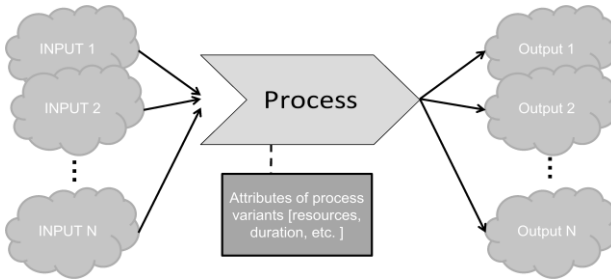 INPUT 1
INPUT 2
INPUT N
Process
Attributes of process
variants [resources,
duration, etc. ]
Output 1
Output 2
Output N